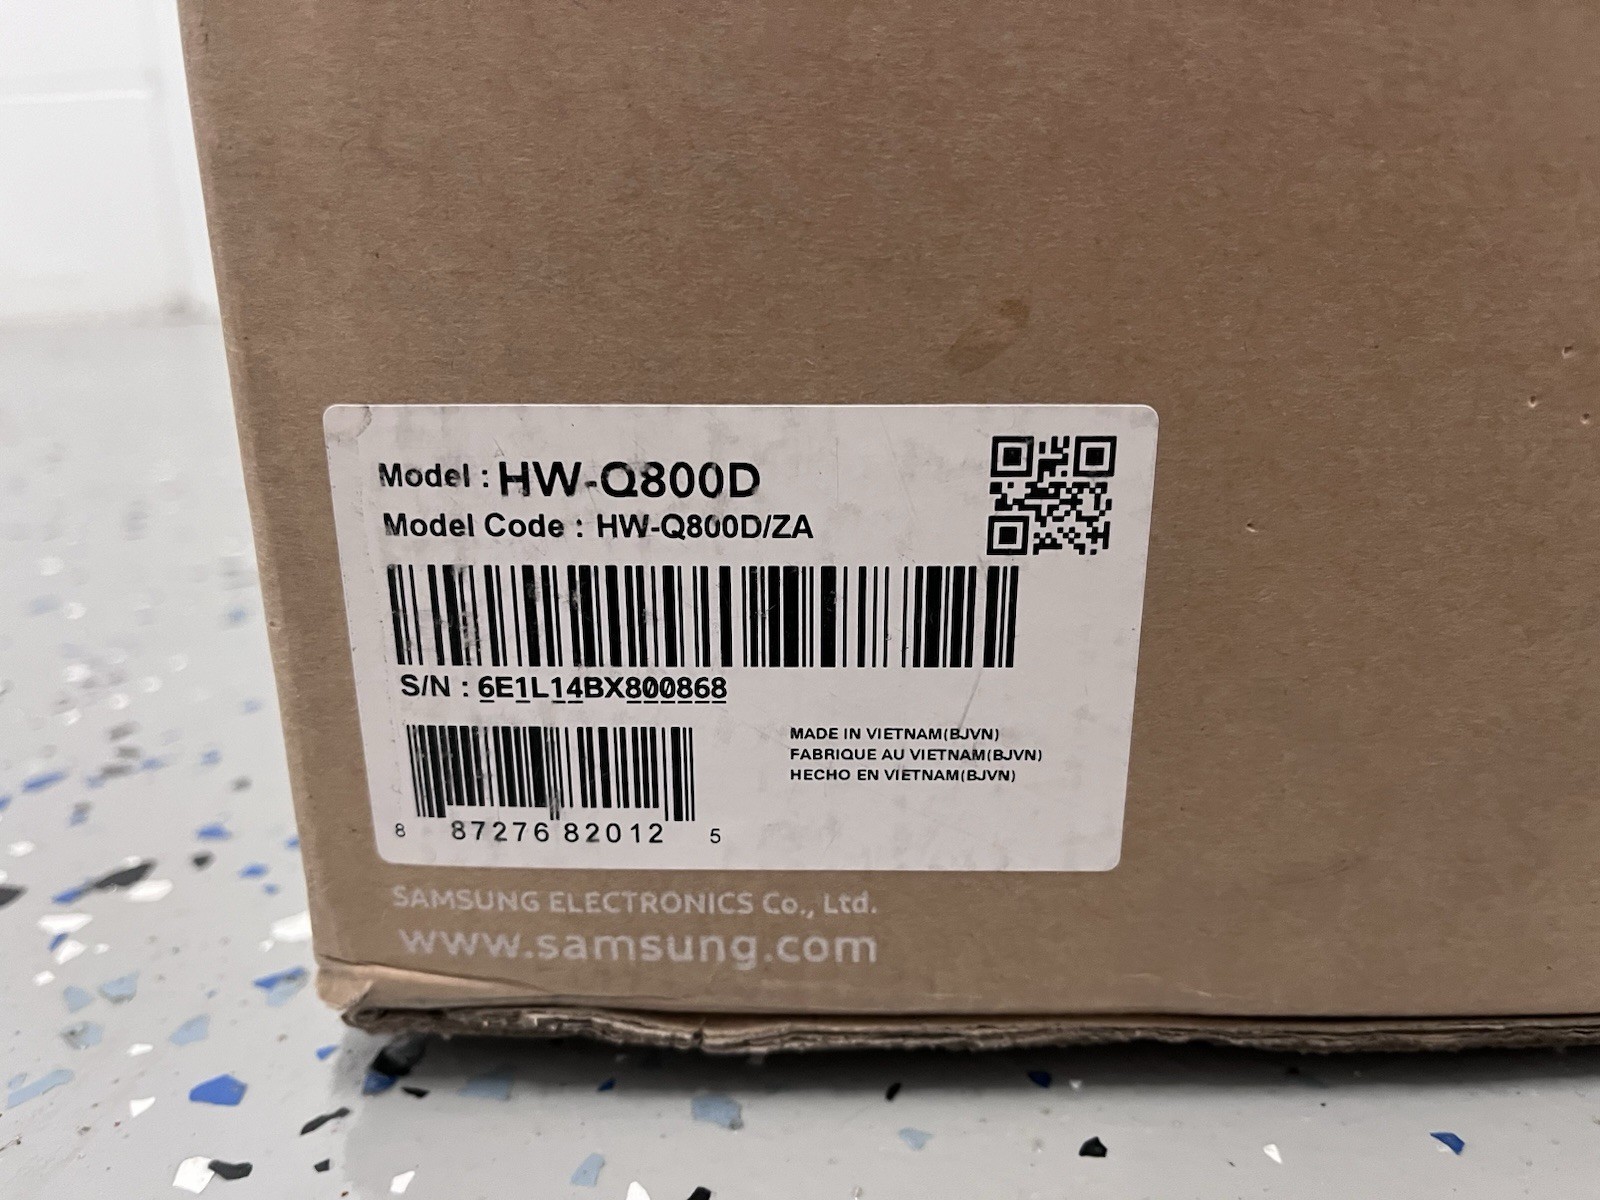 Model : HW-Q800D
Model Code : HW-Q800D/ZA
S/N : 6E1L14BX800868
MADE IN VIETNAM(BJVN)
FABRIQUE AU VIETNAM(BJVN)
HECHO EN VIETNAM(BJVN)
8 87276 82012 5
SAMSUNG ELECTRONICS Co., Ltd.
www.samsung.com